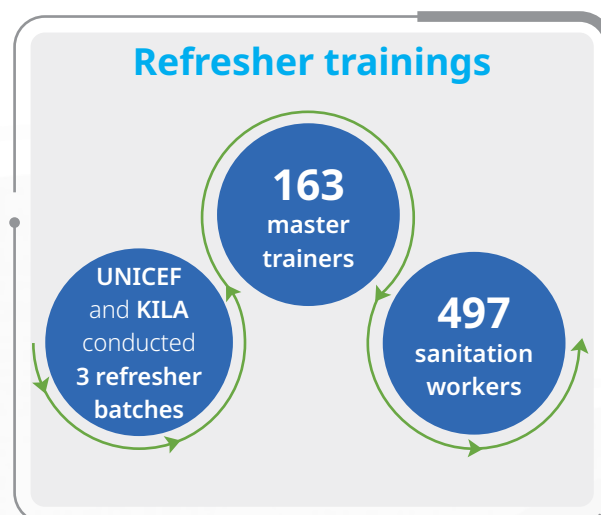 Refresher trainings
UNICEF
and KILA
conducted
3 refresher
batches
163
master
trainers
497
sanitation
workers